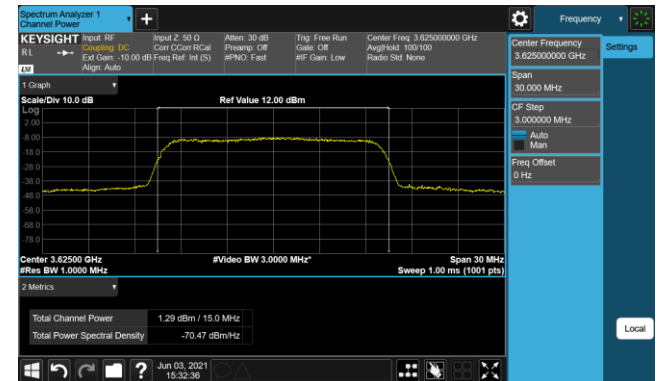 Spectrum Analyzer 1
Channel Power
Frequency
KEYSIGHT
Input: RF
Input Z: 50 Ω
Atten: 30 dB
Trig: Free Run
Center Freq: 3.625000000 GHz
RL
Coupling: DC
Corr CCorr RCal
Preamp: Off
Gate: Off
Avg|Hold: 100/100
Ext Gain: -10.00 dB
Freq Ref: Int (S)
#PNO: Fast
#IF Gain: Low
Radio Std: None
LXI
Align: Auto
1 Graph
Scale/Div 10.0 dB
Ref Value 12.00 dBm
Log
2.00
-8.00
-18.0
-28.0
-38.0
-48.0
-58.0
-68.0
-78.0
Center 3.62500 GHz
#Video BW 3.0000 MHz*
Span 30 MHz
#Res BW 1.0000 MHz
Sweep 1.00 ms (1001 pts)
2 Metrics
Total Channel Power
1.29 dBm / 15.0 MHz
Total Power Spectral Density
-70.47 dBm/Hz
Center Frequency
3.625000000 GHz
Settings
Span
30.000 MHz
CF Step
3.000000 MHz
Auto
Man
Freq Offset
0 Hz
Local
?
Jun 03, 2021
15:32:36